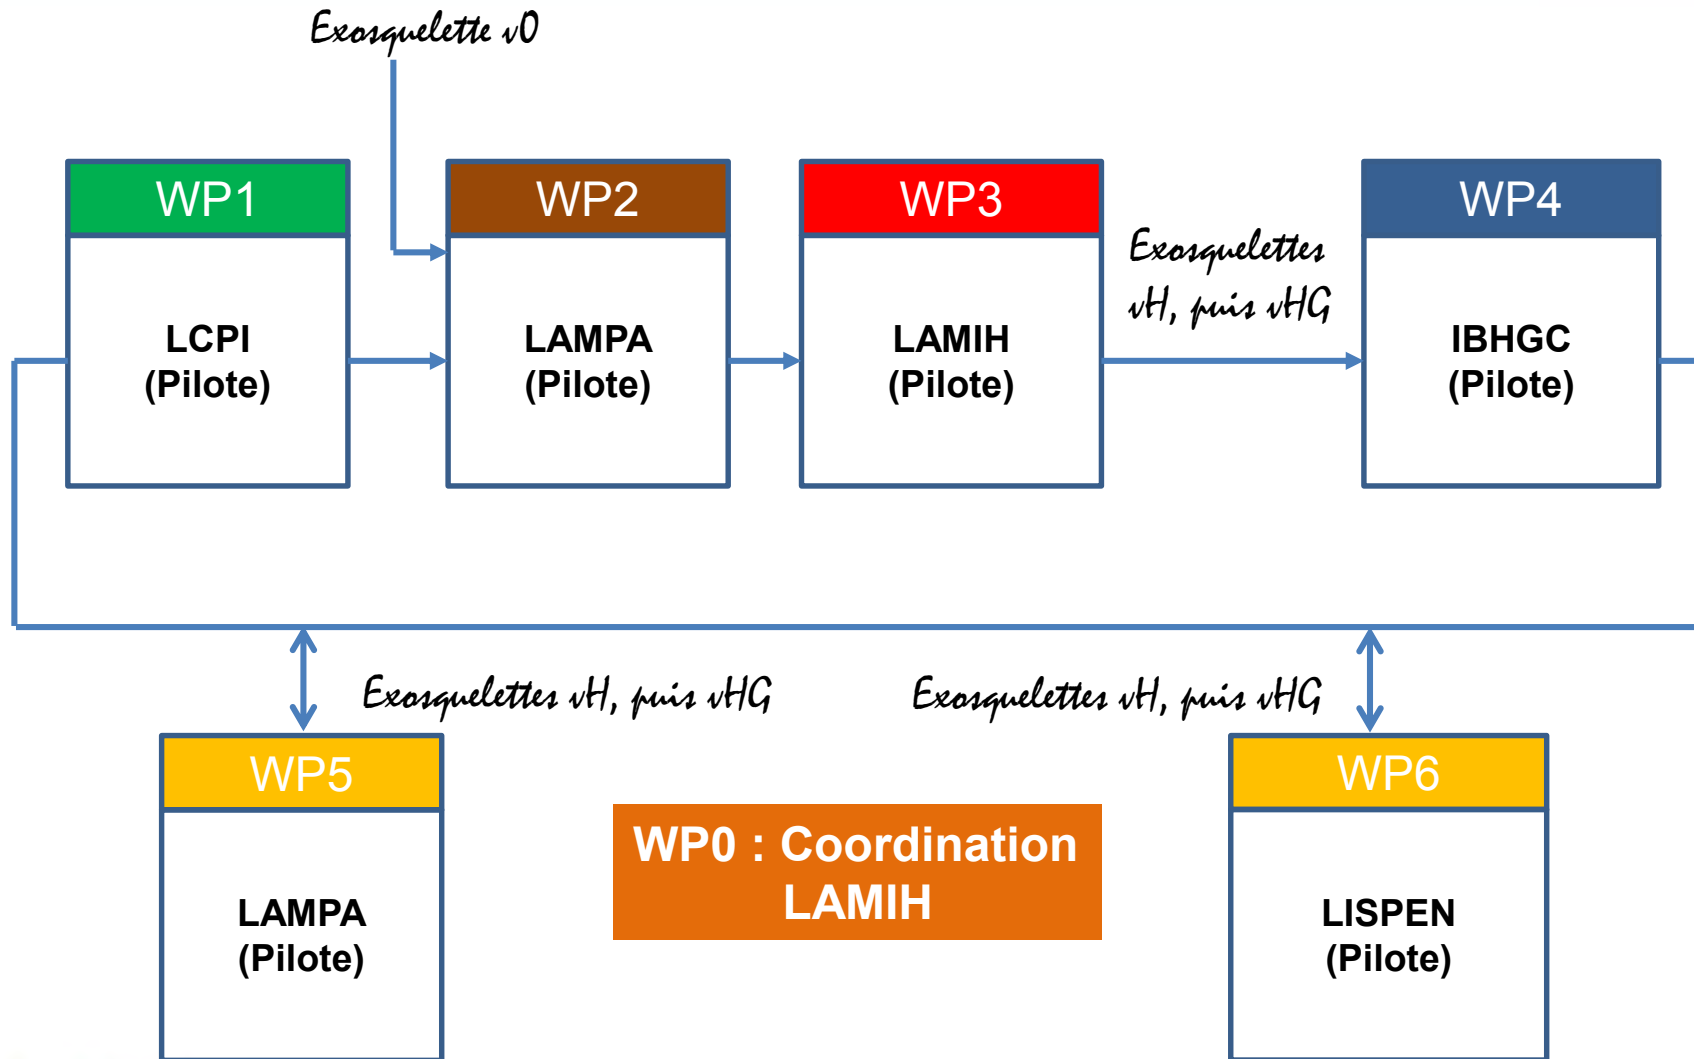 Exosquelette v0
WP1
WP2
WP3
WP4
Exosquelettes
vH, puis vHG
LCPI
(Pilote)
LAMPA
(Pilote)
LAMIH
(Pilote)
IBHGC
(Pilote)
Exosquelettes vH, puis vHG
Exosquelettes vH, puis vHG
WP5
WP6
WP0 : Coordination
LAMIH
LAMPA
(Pilote)
LISPEN
(Pilote)